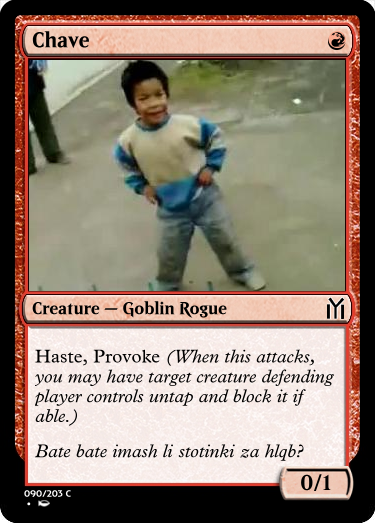 Chave
Creature — Goblin Rogue
Haste, Provoke (When this attacks,
you may have target creature defending
player controls untap and block it if
able.)
Bate bate imash li stotinki za hlqb?
090/203 C
0/1